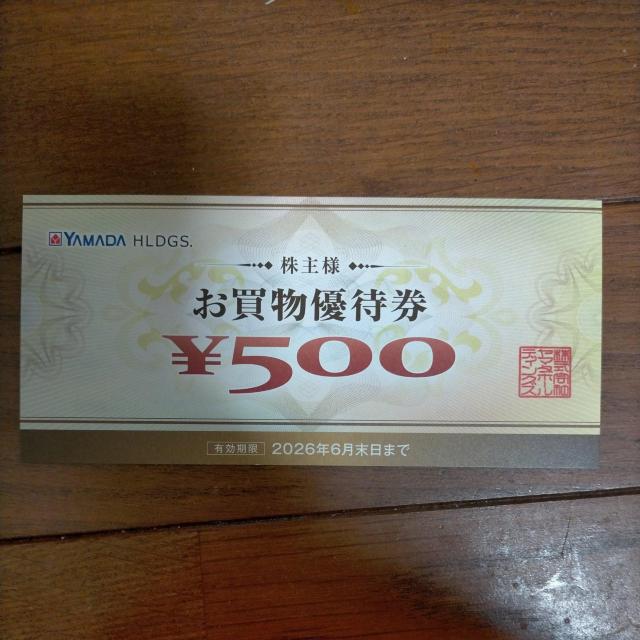 YAMADA HLDGS.
株主様
お買物優待券
¥500
有効期限 2026年6月末日まで